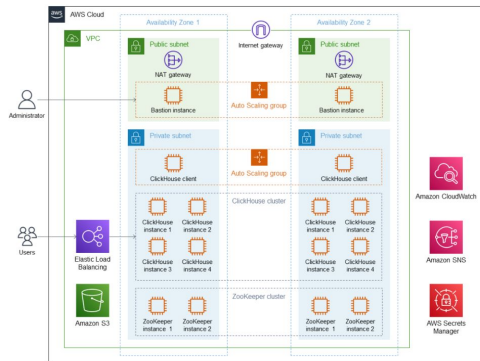 aws
AWS Cloud
Availability Zone 1
Availability Zone 2
VPC
Internet gateway
Public subnet
Public subnet
NAT gateway
NAT gateway
Administrator
Bastion instance
Auto Scaling group
Bastion instance
Private subnet
Private subnet
ClickHouse client
Auto Scaling group
ClickHouse client
Amazon CloudWatch
ClickHouse cluster
ClickHouse
instance 1
ClickHouse
instance 2
ClickHouse
instance 1
ClickHouse
instance 2
Users
Elastic Load
Balancing
ClickHouse
instance 3
ClickHouse
instance 4
ClickHouse
instance 3
ClickHouse
instance 4
Amazon SNS
ZooKeeper cluster
Amazon S3
ZooKeeper
instance 1
ZooKeeper
instance 2
ZooKeeper
instance 1
ZooKeeper
instance 2
AWS Secrets
Manager